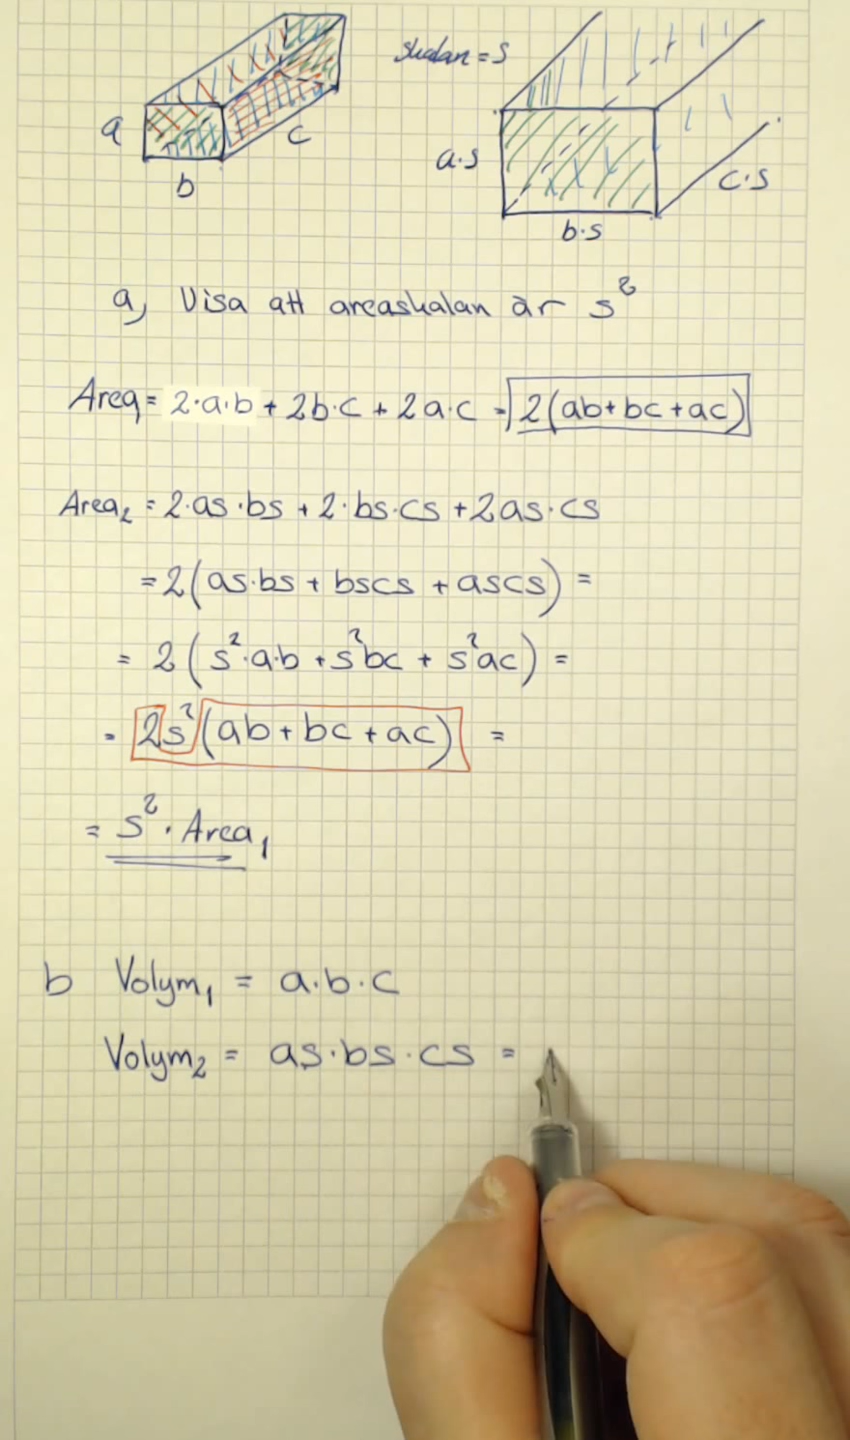 a
b
c
skalan = s
a·s
b·s
c·s
a) Visa att areaskalan är s²
Area = 2·a·b + 2b·c + 2a·c = 2(ab+bc+ac)
Area₂ = 2·as·bs + 2·bs·cs + 2as·cs
= 2(as·bs + bscs + ascs) =
= 2(s²·a·b + s²bc + s²ac) =
= 2s²(ab+bc+ac) =
= s²·Area₁
b Volym₁ = a·b·c
Volym₂ = as·bs·cs =